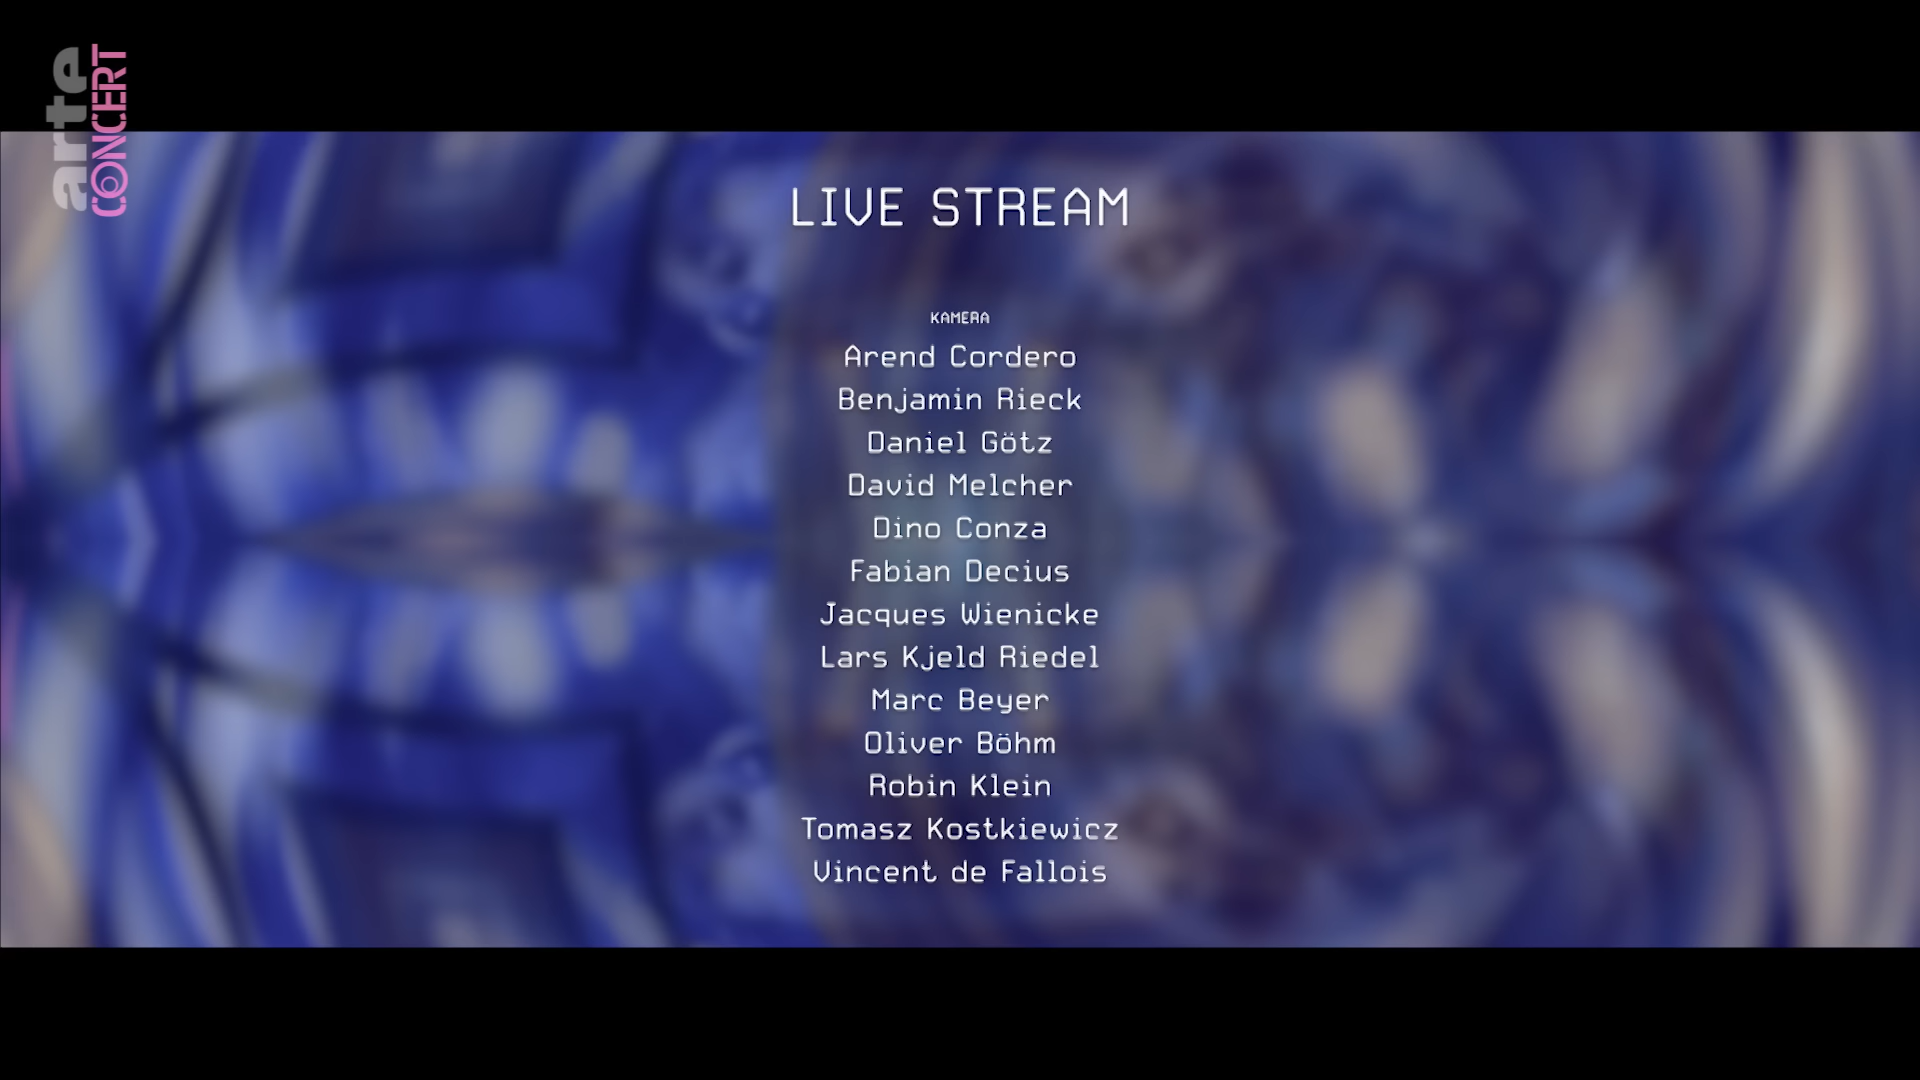 arte
CONCERT
LIVE STREAM
KAMERA
Arend Cordero
Benjamin Rieck
Daniel Götz
David Melcher
Dino Conza
Fabian Decius
Jacques Wienicke
Lars Kjeld Riedel
Marc Beyer
Oliver Böhm
Robin Klein
Tomasz Kostkiewicz
Vincent de Fallois